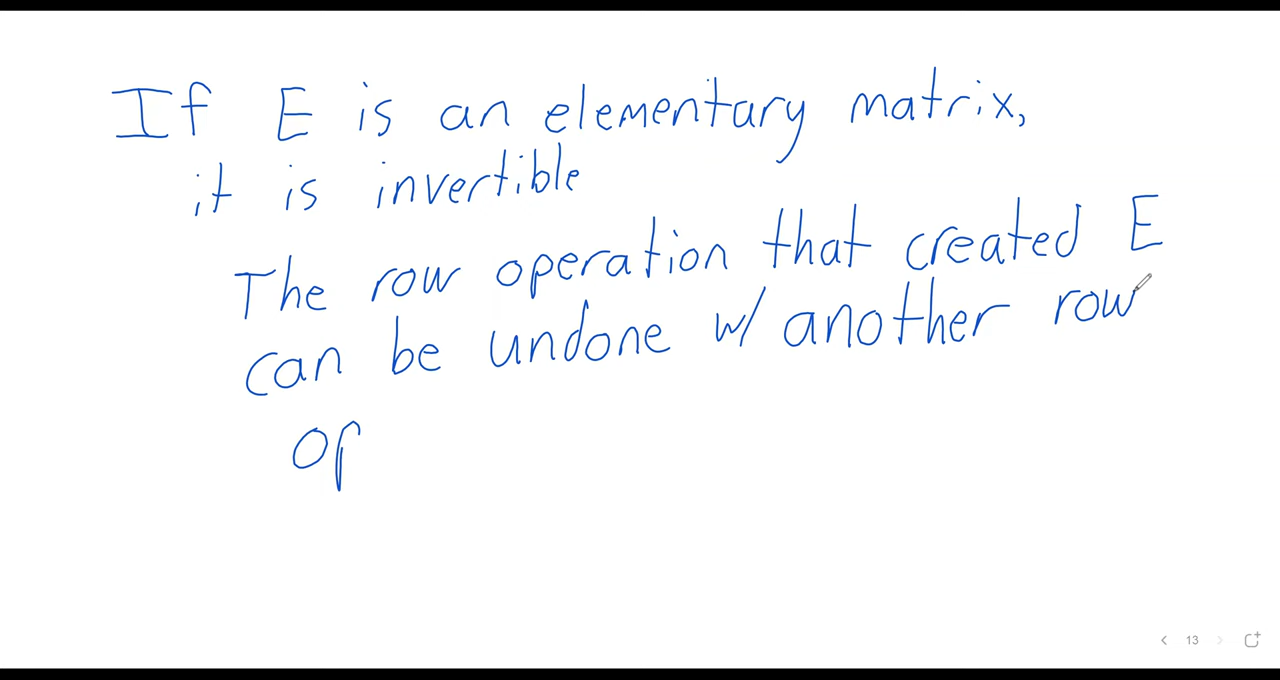 If E is an elementary matrix,
it is invertible
The row operation that created E
can be undone w/ another row
op
13